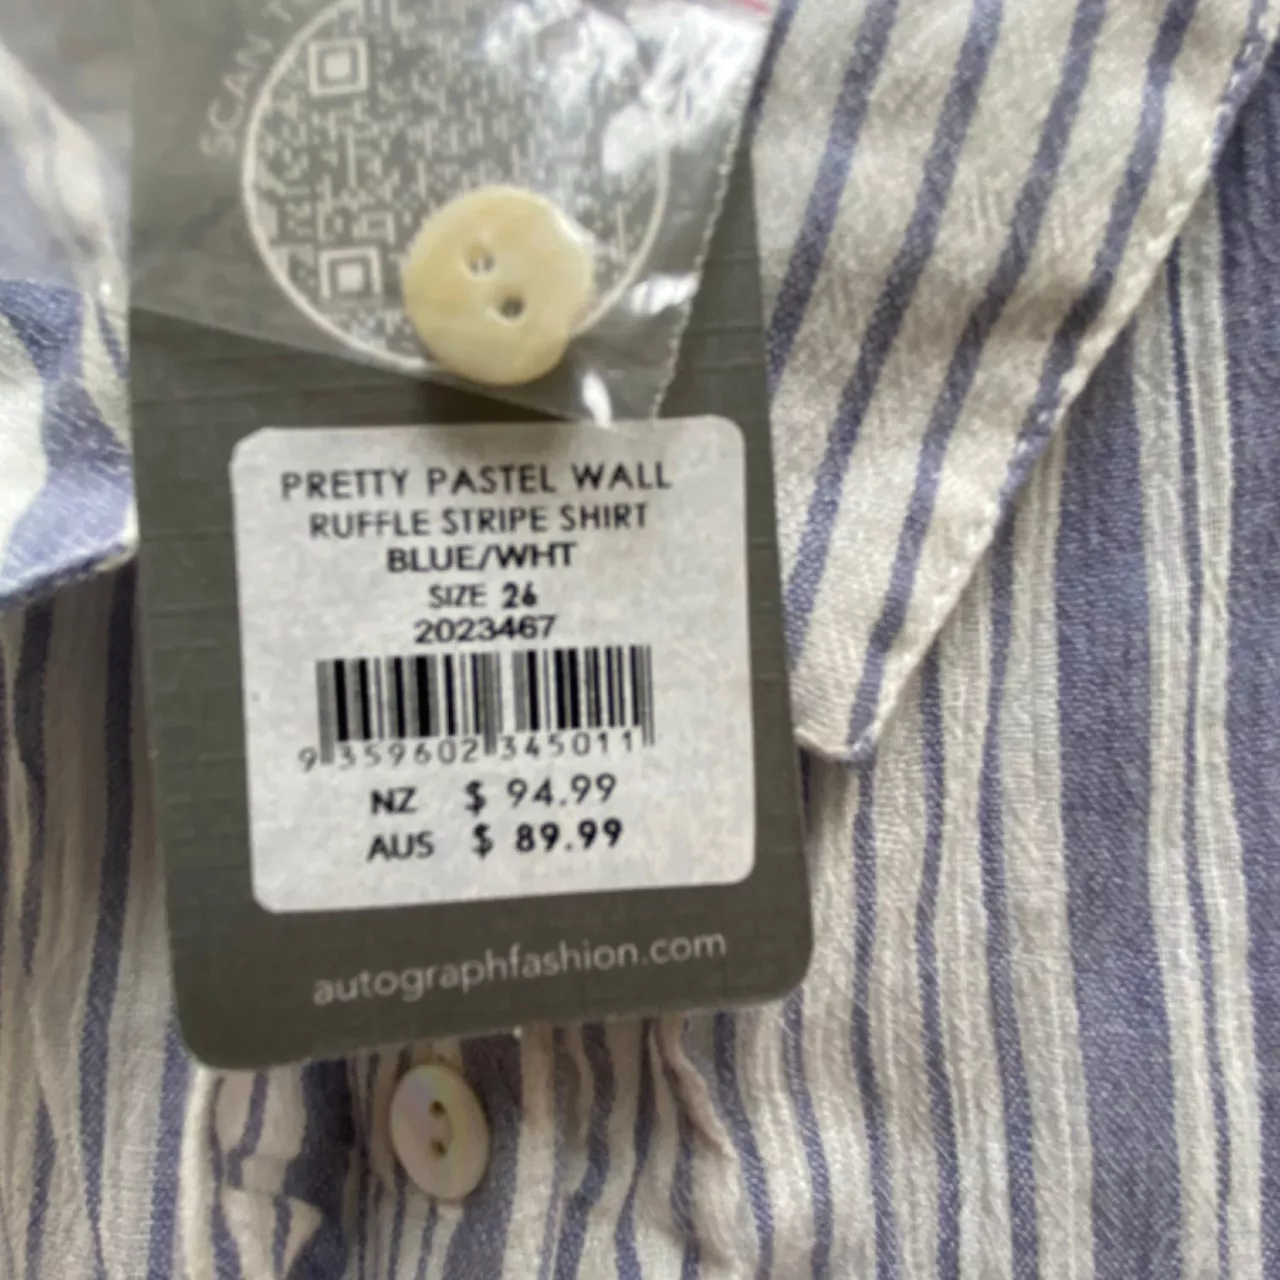 SCAN
PRETTY PASTEL WALL
RUFFLE STRIPE SHIRT
BLUE/WHT
SIZE 26
2023467
9 359602 345011
NZ $ 94.99
AUS $ 89.99
autographfashion.com